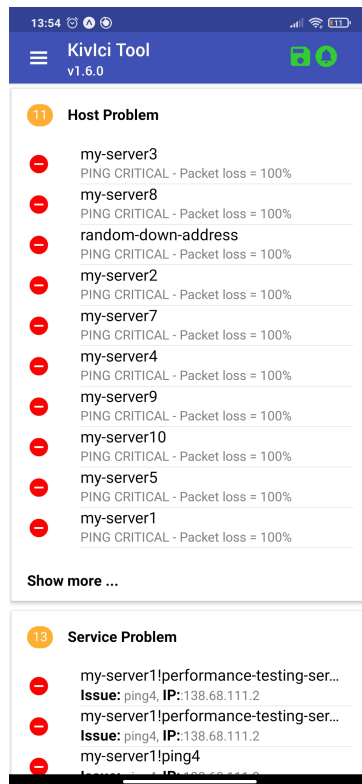 13:54
111
KivIci Tool
v1.6.0
11 Host Problem
my-server3
PING CRITICAL - Packet loss = 100%
my-server8
PING CRITICAL - Packet loss = 100%
random-down-address
PING CRITICAL - Packet loss = 100%
my-server2
PING CRITICAL - Packet loss = 100%
my-server7
PING CRITICAL - Packet loss = 100%
my-server4
PING CRITICAL - Packet loss = 100%
my-server9
PING CRITICAL - Packet loss = 100%
my-server10
PING CRITICAL - Packet loss = 100%
my-server5
PING CRITICAL - Packet loss = 100%
my-server1
PING CRITICAL - Packet loss = 100%
Show more ...
13 Service Problem
my-server1!performance-testing-ser...
Issue: ping4, IP::138.68.111.2
my-server1!performance-testing-ser...
Issue: ping4, IP::138.68.111.2
my-server1!ping4